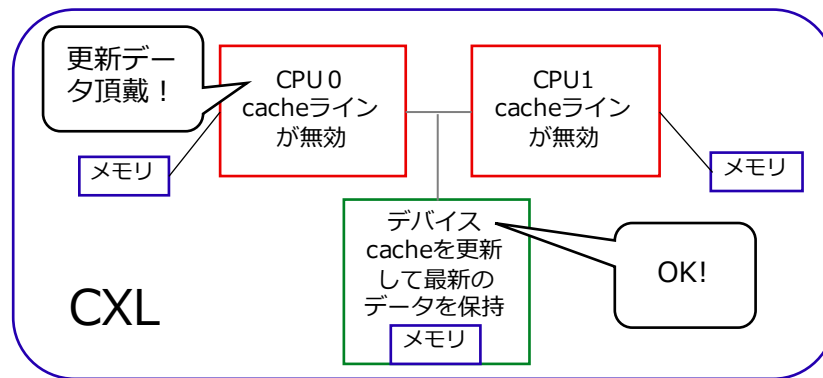 更新デー
タ頂戴！
CPU０
cacheライン
が無効
CPU1
cacheライン
が無効
メモリ
メモリ
デバイス
cacheを更新
して最新の
データを保持
メモリ
OK!
CXL